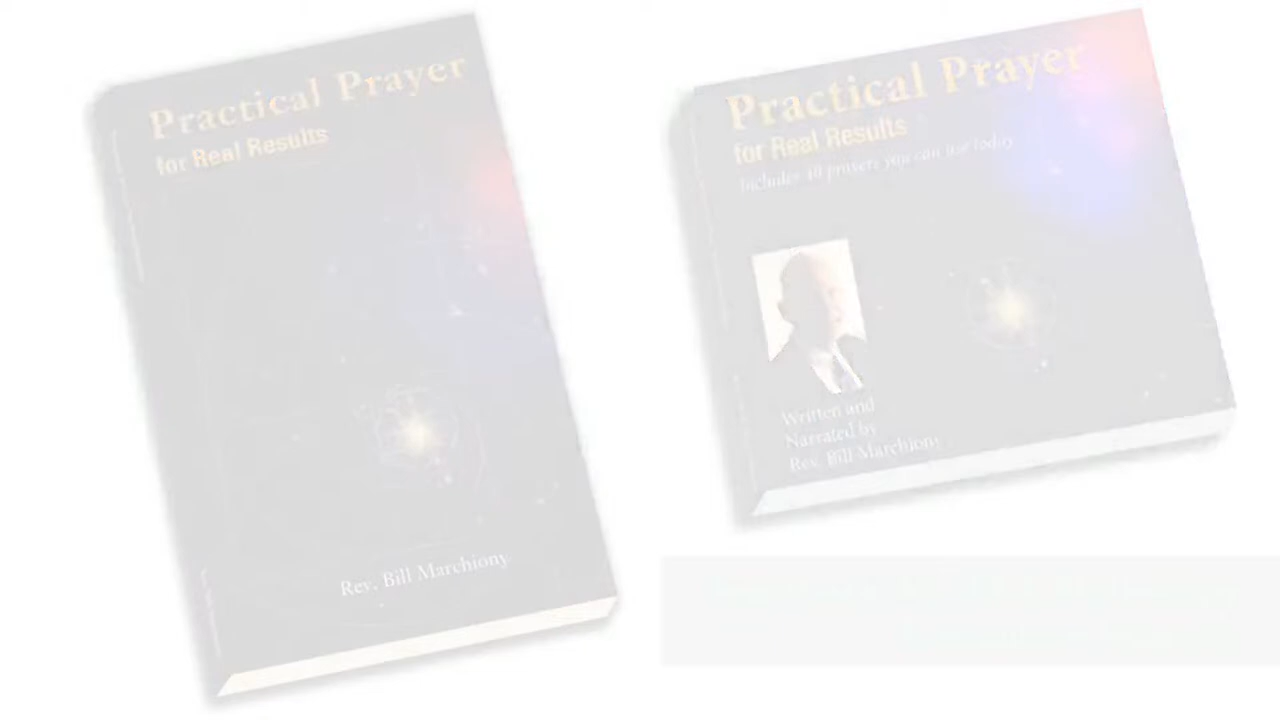 Practical Prayer
for Real Results
Rev. Bill Marchiony
Practical Prayer
for Real Results
Includes 40 prayers you can use today
Written and
Narrated by
Rev. Bill Marchiony